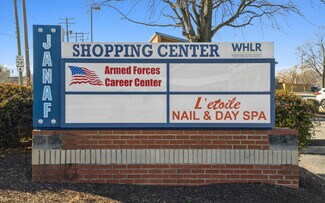 JANAF
SHOPPING CENTER
WHLR
Armed Forces
Career Center
L'etoile
NAIL & DAY SPA